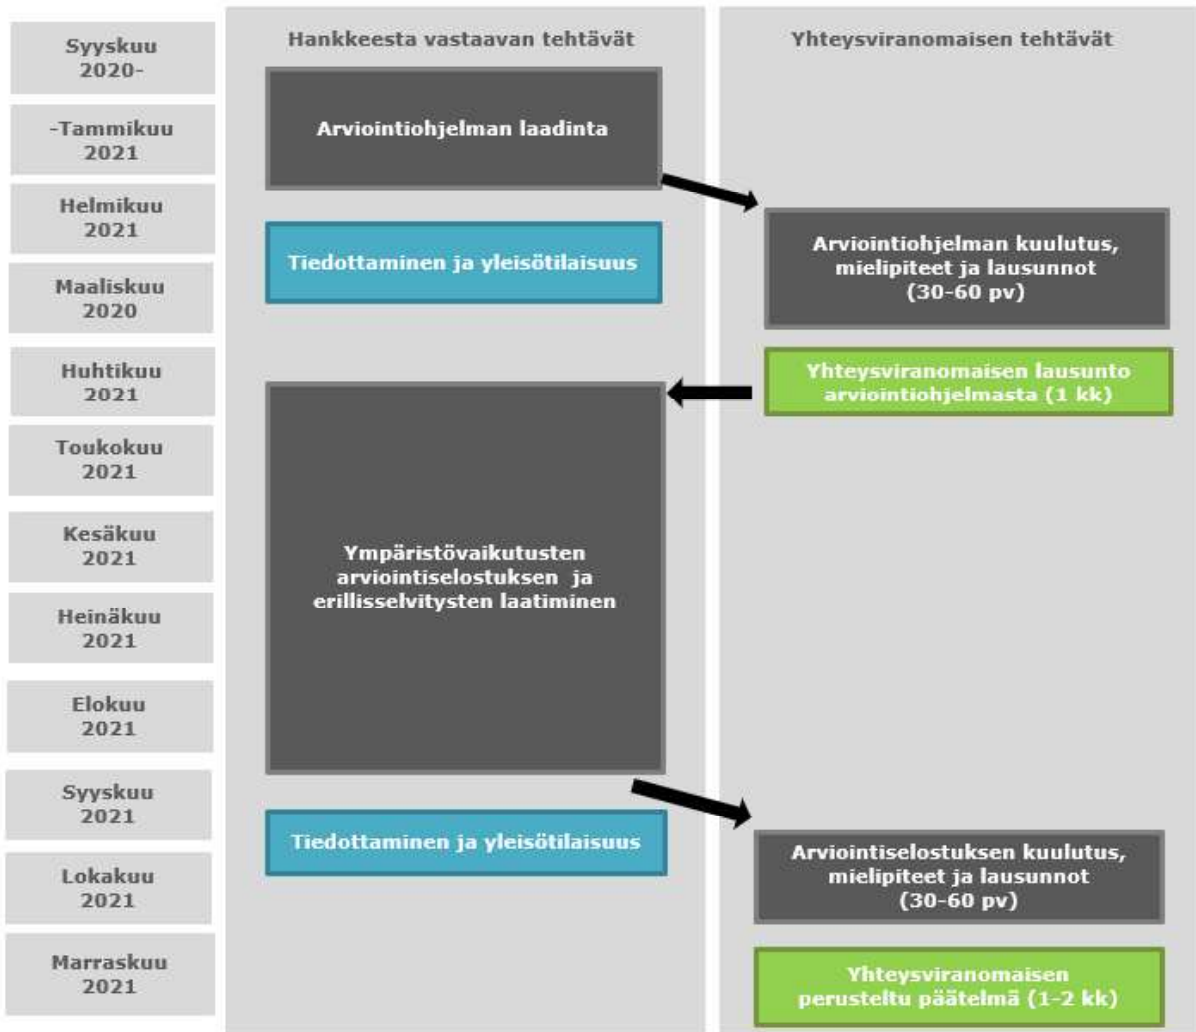 Hankkeesta vastaavan tehtävät
Yhteysviranomaisen tehtävät
Syyskuu
2020-
-Tammikuu
2021
Helmikuu
2021
Maaliskuu
2020
Huhtikuu
2021
Toukokuu
2021
Kesäkuu
2021
Heinäkuu
2021
Elokuu
2021
Syyskuu
2021
Lokakuu
2021
Marraskuu
2021
Arviointiohjelman laadinta
Tiedottaminen ja yleisötilaisuus
Ympäristövaikutusten
arviointiselostuksen ja
erillisselvitysten laatiminen
Tiedottaminen ja yleisötilaisuus
Arviointiohjelman kuulutus,
mielipiteet ja lausunnot
(30-60 pv)
Yhteysviranomaisen lausunto
arviointiohjelmasta (1 kk)
Arviointiselostuksen kuulutus,
mielipiteet ja lausunnot
(30-60 pv)
Yhteysviranomaisen
perusteltu päätelmä (1-2 kk)